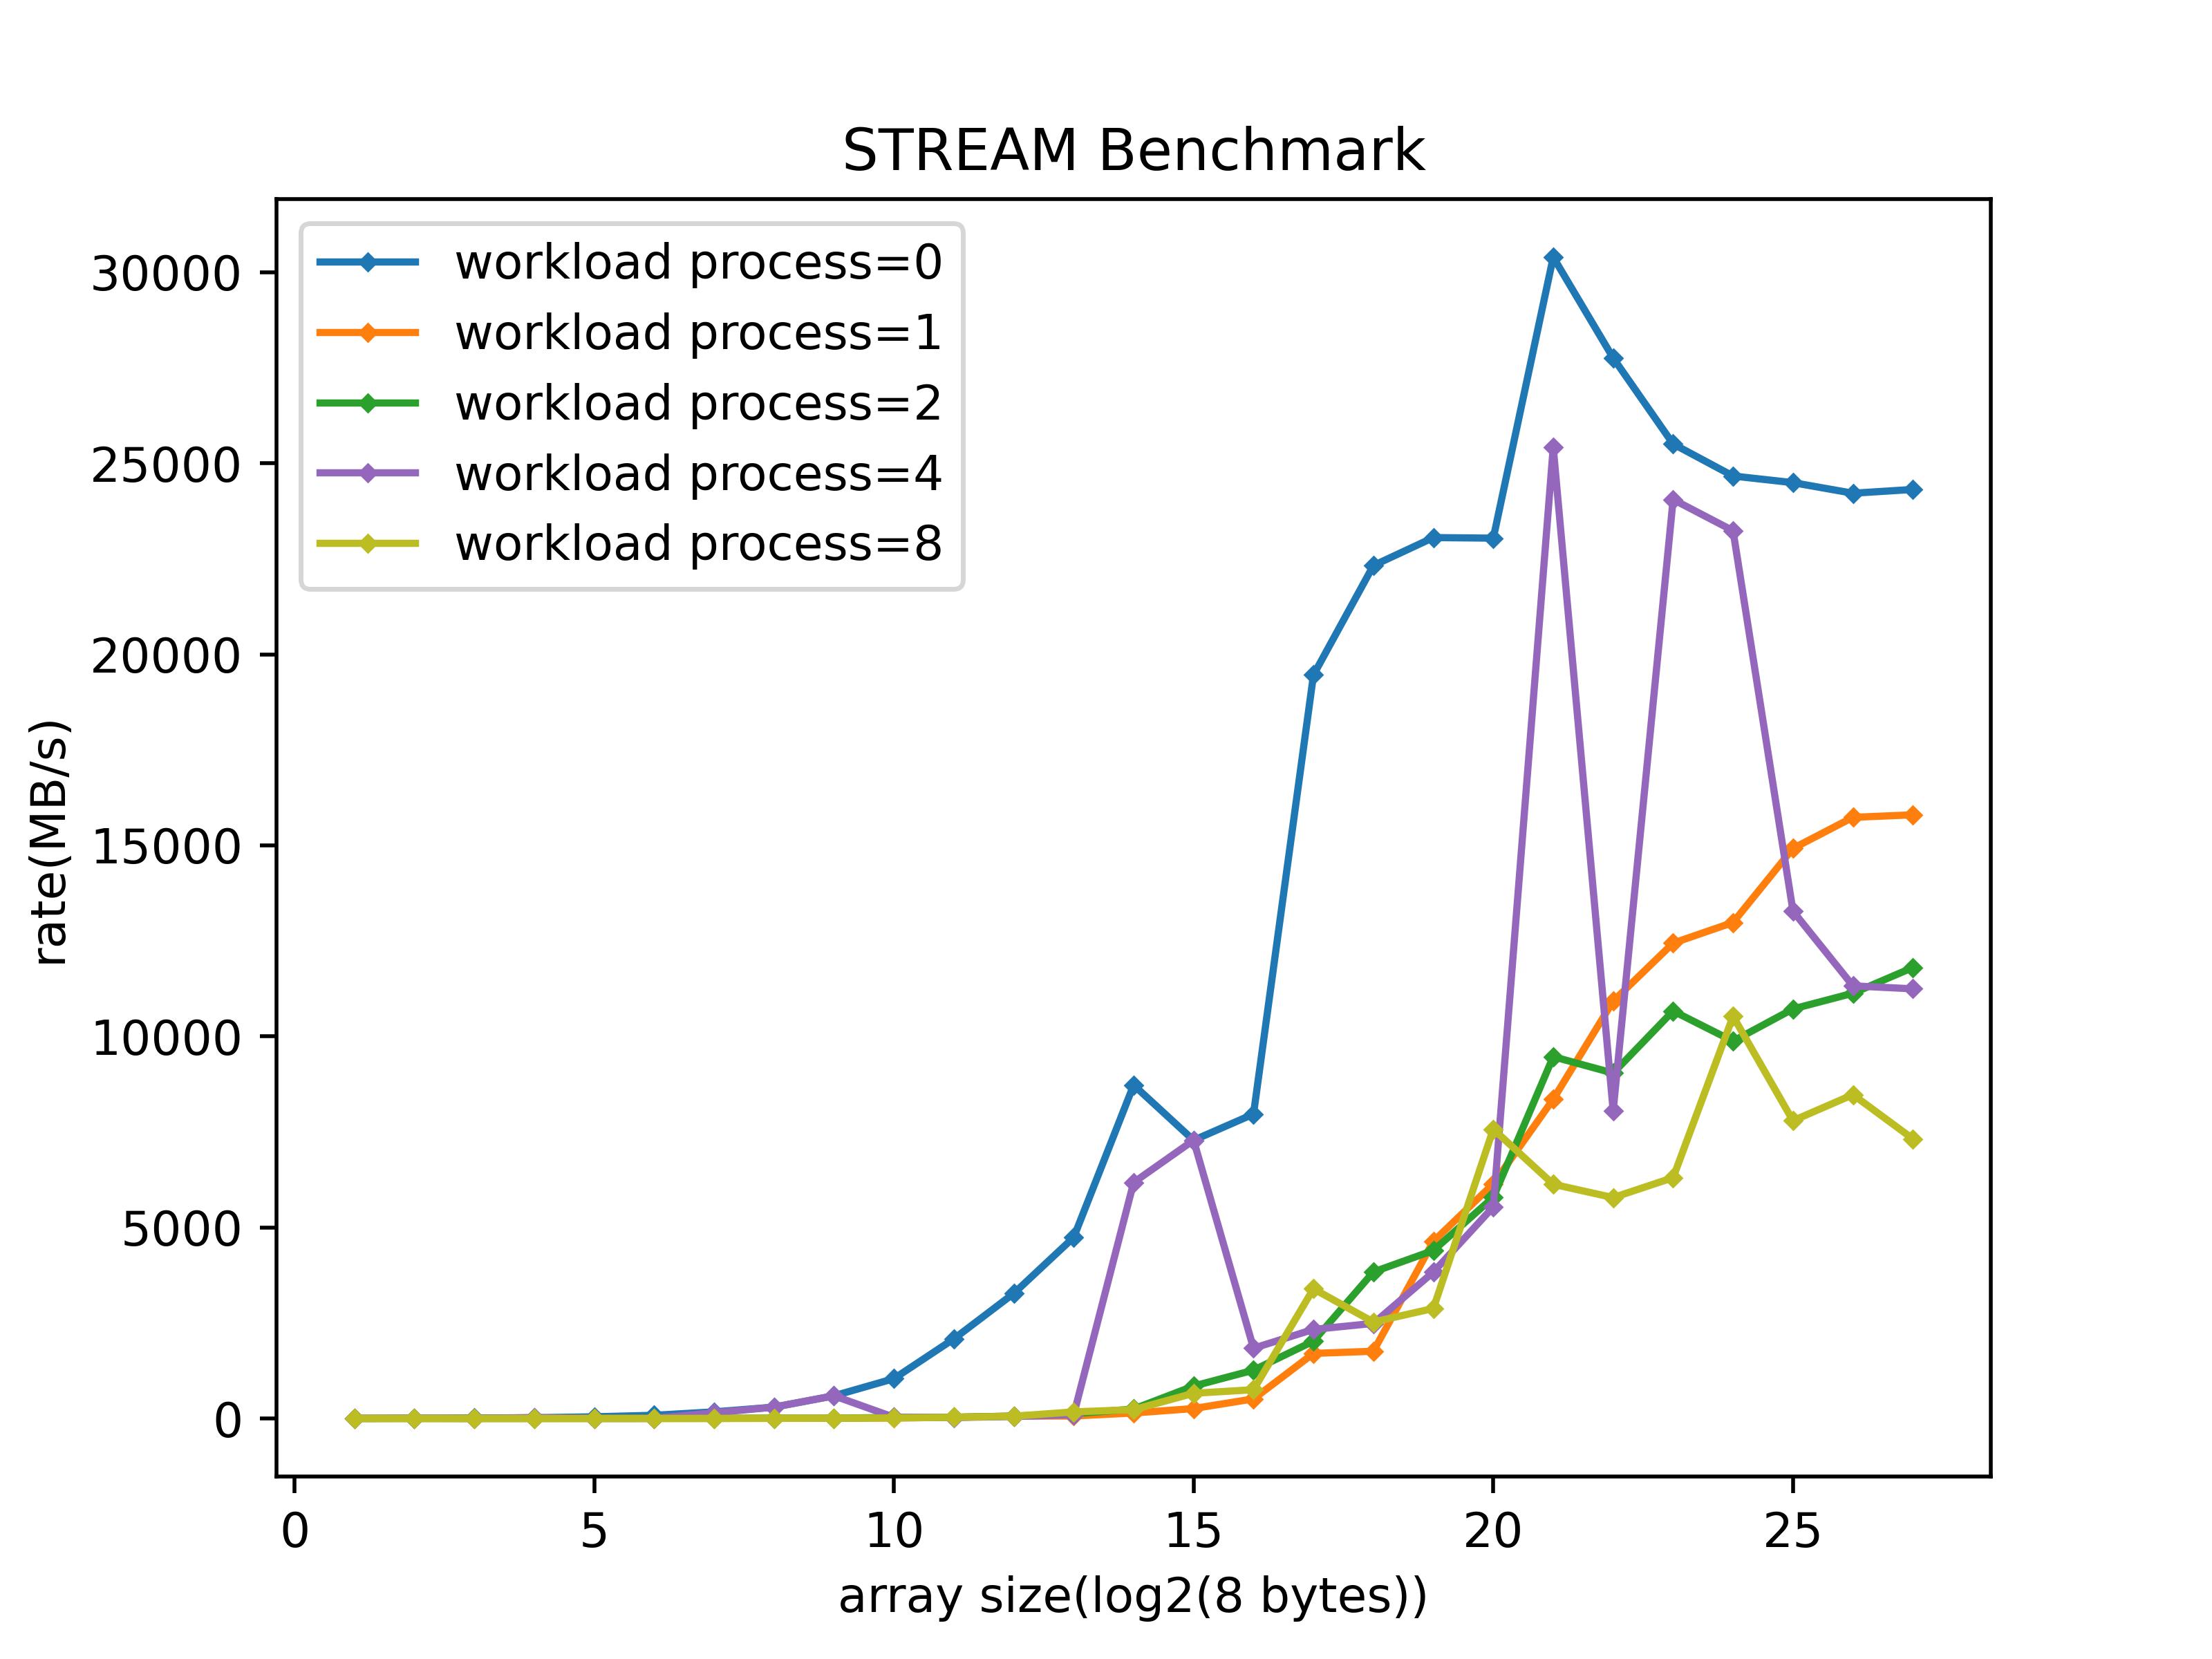 STREAM Benchmark
workload process=0
workload process=1
workload process=2
workload process=4
workload process=8
30000
25000
20000
15000
10000
5000
0
rate(MB/s)
0 5 10 15 20 25
array size(log2(8 bytes))